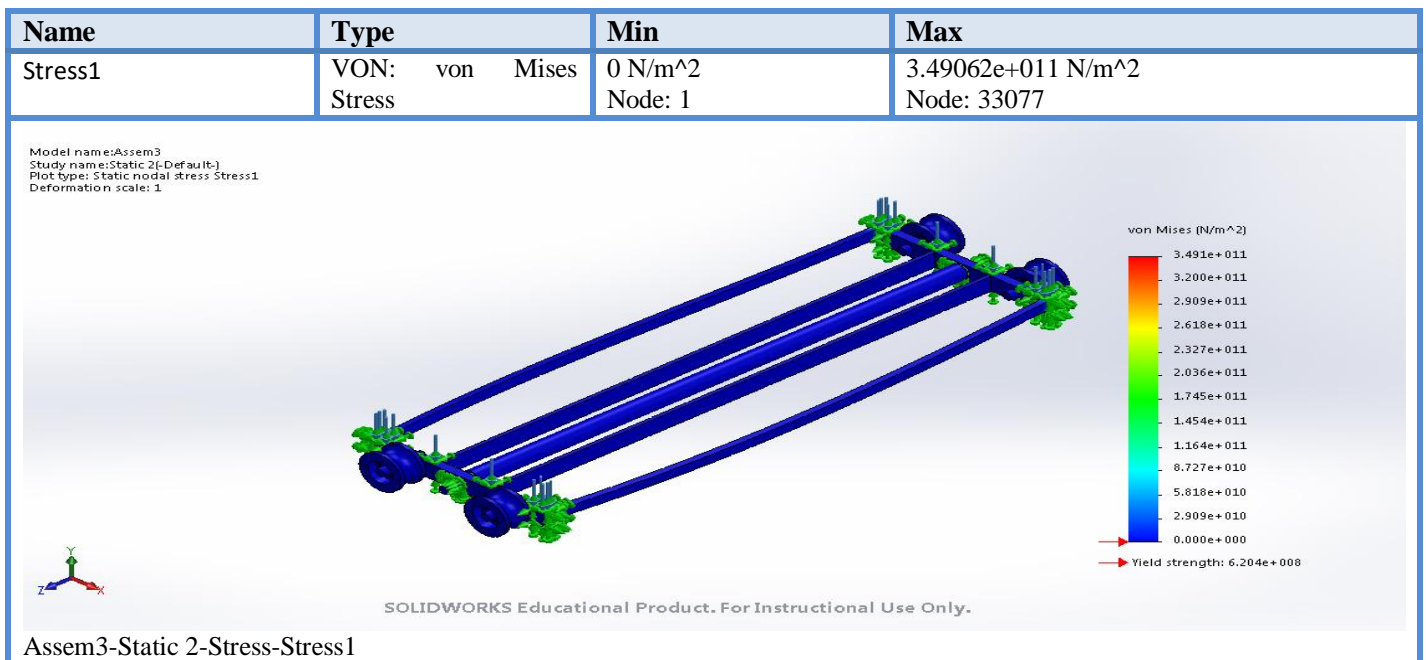 Name Type Min Max
Stress1 VON: von Mises 0 N/m^2 3.49062e+011 N/m^2
Stress Node: 1 Node: 33077
Model name:Assem3
Study name:Static 2(-Default-)
Plot type: Static nodal stress Stress1
Deformation scale: 1
von Mises (N/m^2)
3.491e+011
3.200e+011
2.909e+011
2.618e+011
2.327e+011
2.036e+011
1.745e+011
1.454e+011
1.164e+011
8.727e+010
5.818e+010
2.909e+010
0.000e+000
Yield strength: 6.204e+008
Y
Z X
SOLIDWORKS Educational Product. For Instructional Use Only.
Assem3-Static 2-Stress-Stress1